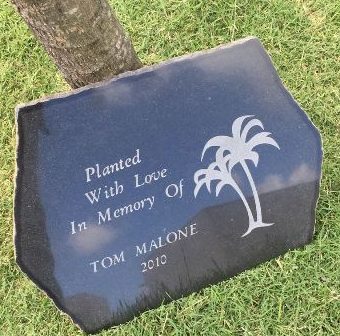 Planted
With Love
In Memory Of
TOM MALONE
2010